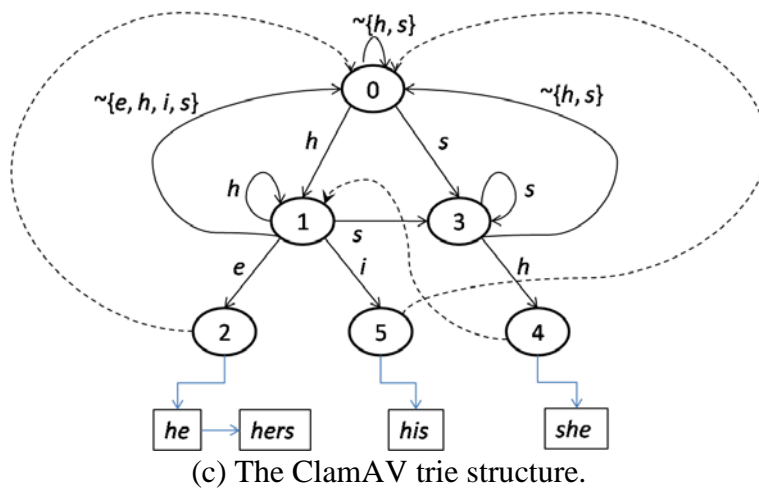 ~{h, s}
0
~{e, h, i, s}
~{h, s}
h
s
h
s
1
s
3
e
i
h
2
5
4
he
hers
his
she
(c) The ClamAV trie structure.